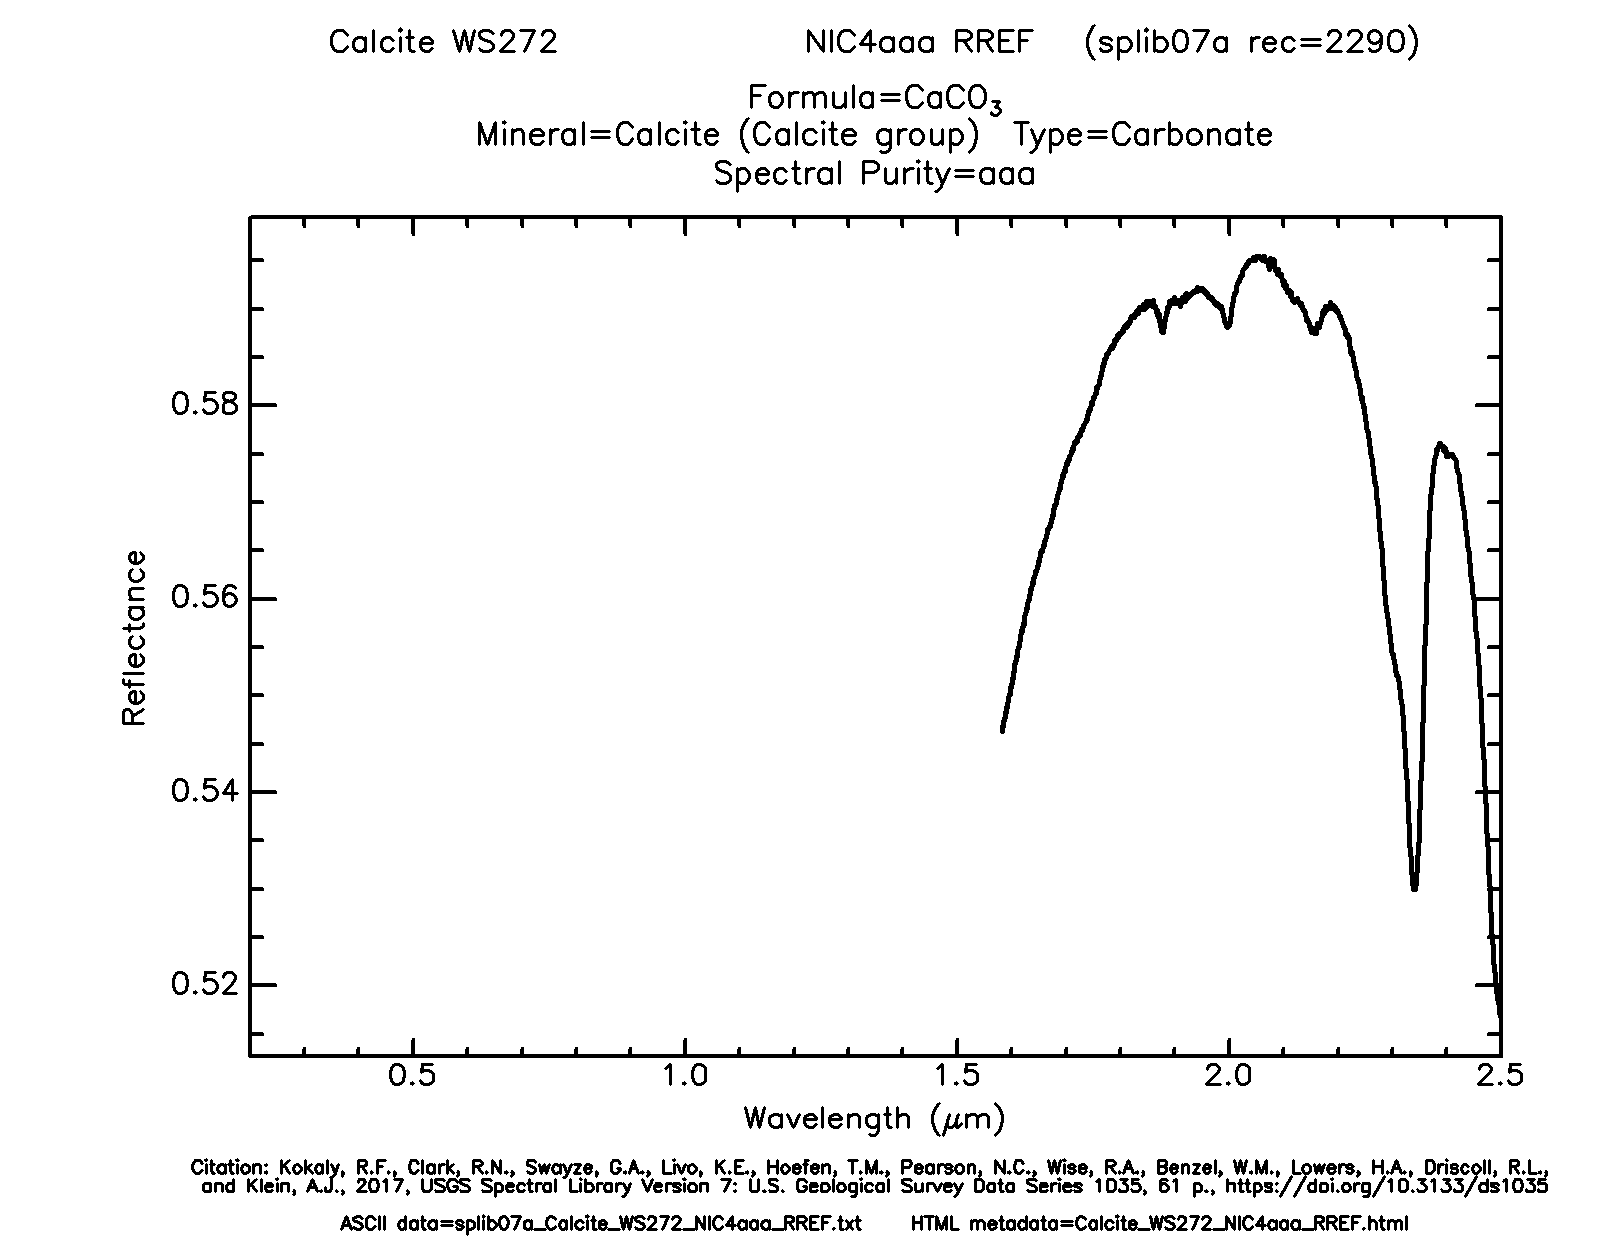 Calcite WS272 NIC4aaa RREF (splib07a rec=2290)
Formula=CaCO₃
Mineral=Calcite (Calcite group) Type=Carbonate
Spectral Purity=aaa
0.58
0.56
0.54
0.52
Reflectance
0.5 1.0 1.5 2.0 2.5
Wavelength (μm)
Citation: Kokaly, R.F., Clark, R.N., Swayze, G.A., Livo, K.E., Hoefen, T.M., Pearson, N.C., Wise, R.A., Benzel, W.M., Lowers, H.A., Driscoll, R.L.,
and Klein, A.J., 2017, USGS Spectral Library Version 7: U.S. Geological Survey Data Series 1035, 61 p., https://doi.org/10.3133/ds1035
ASCII data=splib07a_Calcite_WS272_NIC4aaa_RREF.txt HTML metadata=Calcite_WS272_NIC4aaa_RREF.html